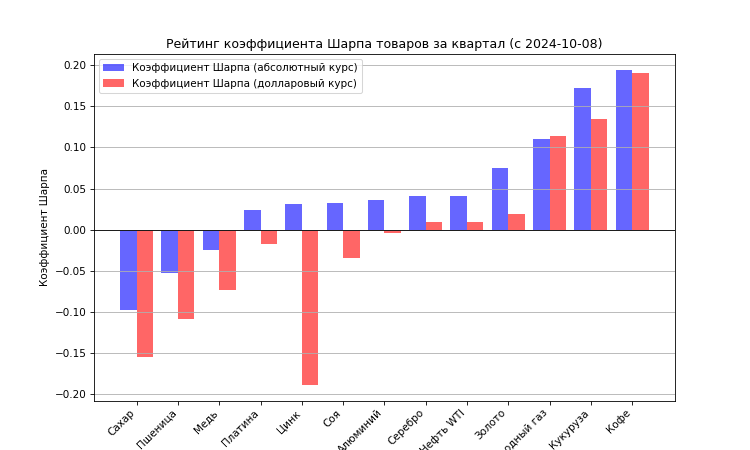 Рейтинг коэффициента Шарпа товаров за квартал (с 2024-10-08)
Коэффициент Шарпа (абсолютный курс)
Коэффициент Шарпа (долларовый курс)
Коэффициент Шарпа
0.20
0.15
0.10
0.05
0.00
−0.05
−0.10
−0.15
−0.20
Сахар
Пшеница
Медь
Платина
Цинк
Соя
Алюминий
Серебро
Нефть WTI
Золото
одный газ
Кукуруза
Кофе